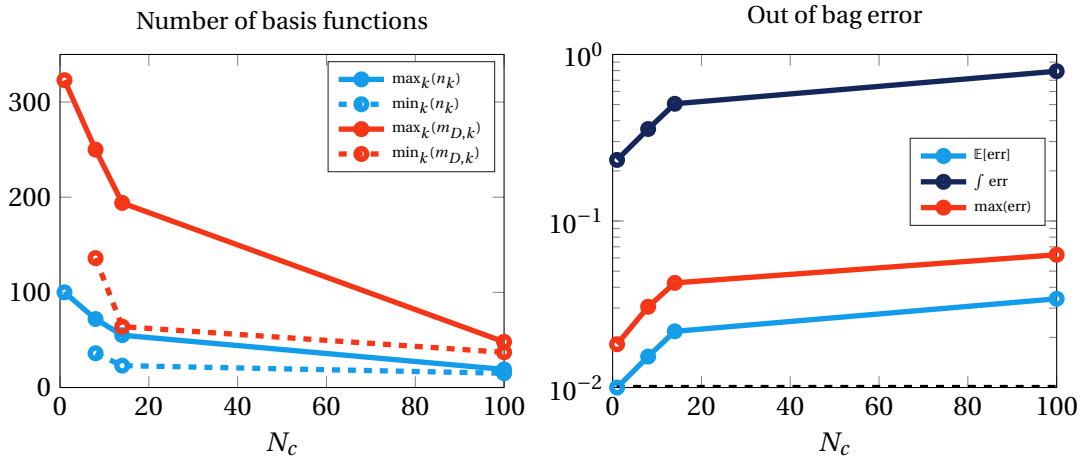 Number of basis functions
max_k(n_k)
min_k(n_k)
max_k(m_{D,k})
min_k(m_{D,k})
300
200
100
0
0 20 40 60 80 100
N_c
Out of bag error
𝔼[err]
∫ err
max(err)
10^0
10^{-1}
10^{-2}
0 20 40 60 80 100
N_c